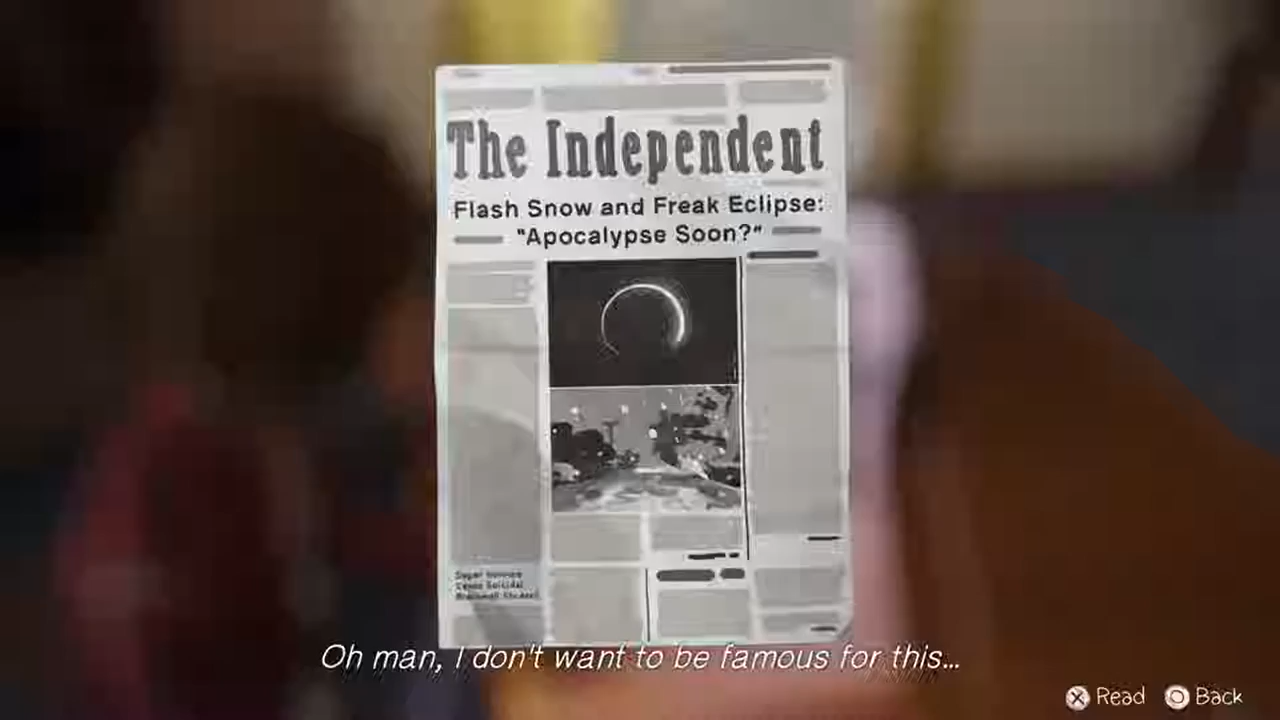 The Independent
Flash Snow and Freak Eclipse:
"Apocalypse Soon?"
Oh man, I don't want to be famous for this...
Read
Back